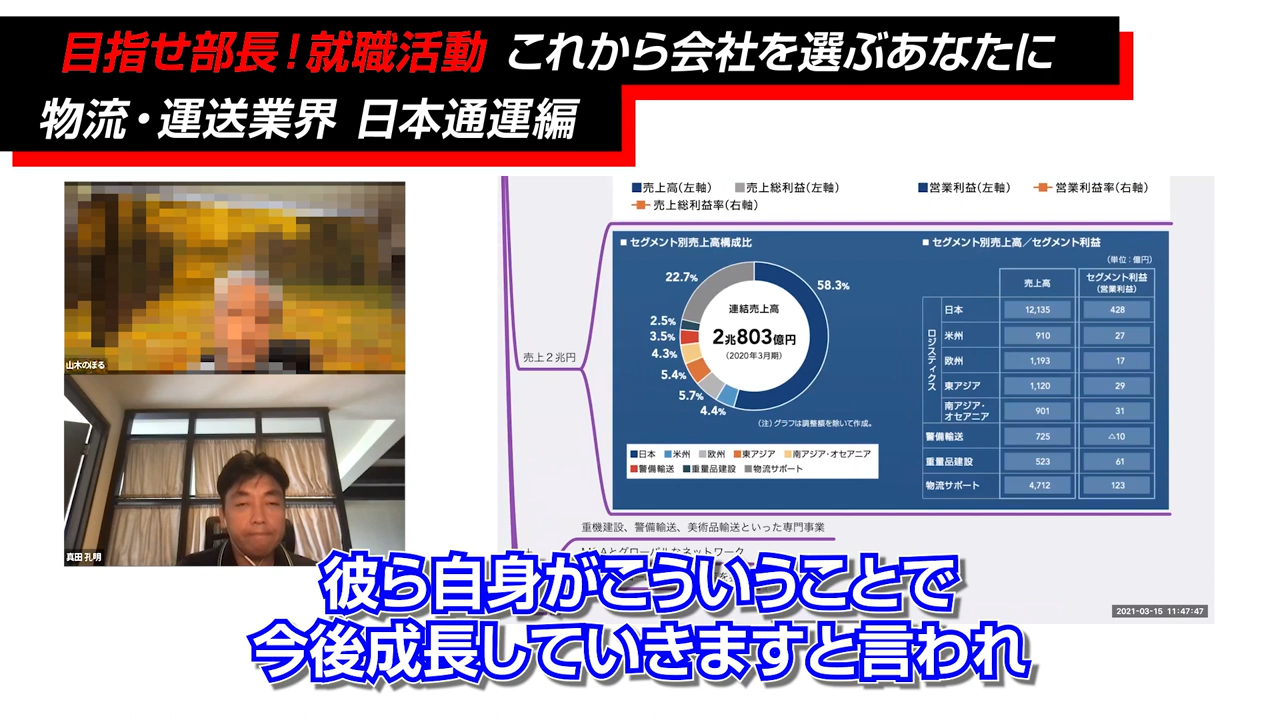 目指せ部長!就職活動 これから会社を選ぶあなたに
物流・運送業界 日本通運編
山木のぼる
真田 孔明
売上高(左軸) 売上総利益(左軸)
売上総利益率(右軸)
営業利益(左軸) 営業利益率(右軸)
売上2兆円
■ セグメント別売上高構成比
58.3%
22.7%
2.5%
3.5%
4.3%
5.4%
5.7%
4.4%
連結売上高
2兆803億円
(2020年3月期)
(注)グラフは調整額を除いて作成。
日本 米州 欧州 東アジア 南アジア・オセアニア
警備輸送 重量品建設 物流サポート
■ セグメント別売上高/セグメント利益
(単位:億円)
売上高 セグメント利益
(営業利益)
ロジスティクス
日本 12,135 428
米州 910 27
欧州 1,193 17
東アジア 1,120 29
南アジア・
オセアニア 901 31
警備輸送 725 △10
重量品建設 523 61
物流サポート 4,712 123
重機建設、警備輸送、美術品輸送といった専門事業
とグローバルなネットワーク
2021-03-15 11:47:47
彼ら自身がこういうことで
今後成長していきますと言われ